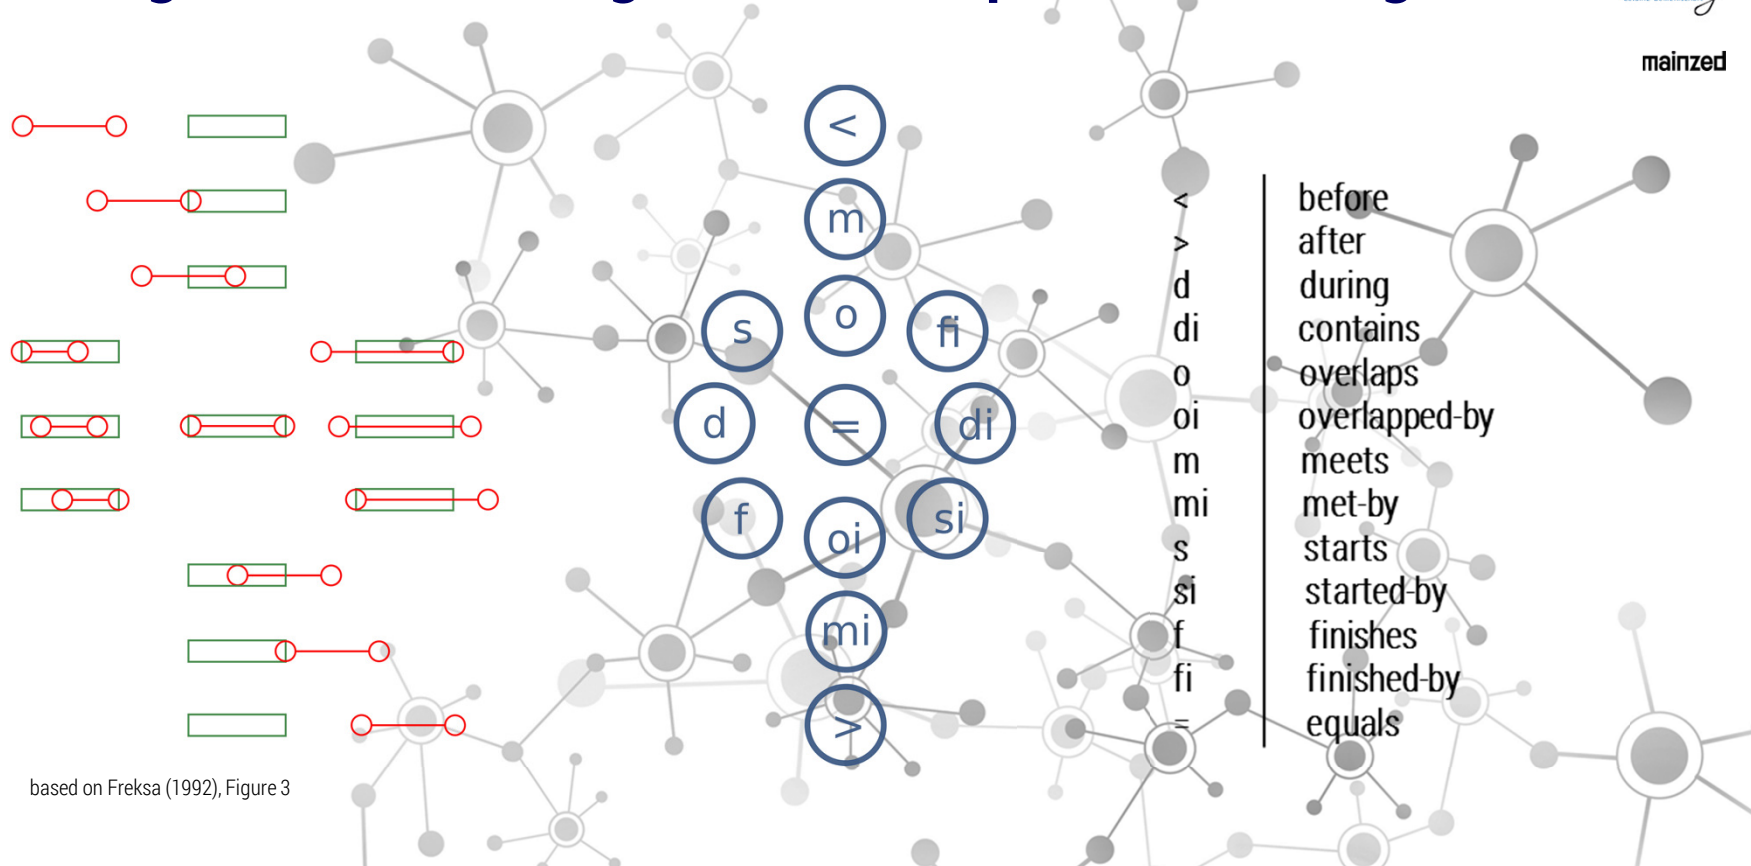 mainzed
<
m
o
s
fi
d
=
di
f
si
oi
mi
>
< before
> after
d during
di contains
o overlaps
oi overlapped-by
m meets
mi met-by
s starts
si started-by
f finishes
fi finished-by
= equals
based on Freksa (1992), Figure 3